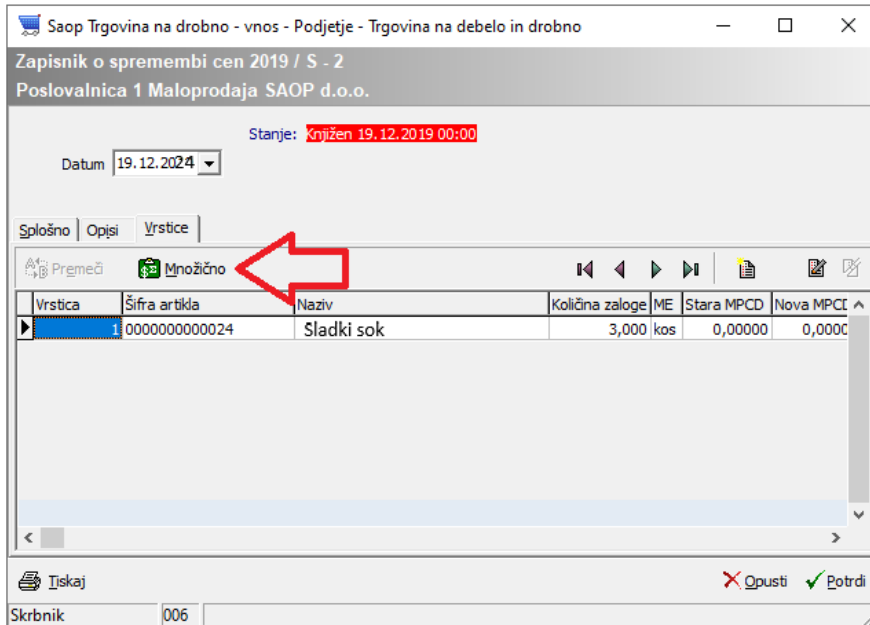 Saop Trgovina na drobno - vnos - Podjetje - Trgovina na debelo in drobno
Zapisnik o spremembi cen 2019 / S - 2
Poslovalnica 1 Maloprodaja SAOP d.o.o.
Stanje: Knjižen 19.12.2019 00:00
Datum 19.12.2024
Splošno Opisi Vrstice
Premeči Množično
Vrstica Šifra artikla Naziv Količina zaloge ME Stara MPCD Nova MPCD
1 0000000000024 Sladki sok 3,000 kos 0,00000 0,0000
Tiskaj Opusti Potrdi
Skrbnik 006